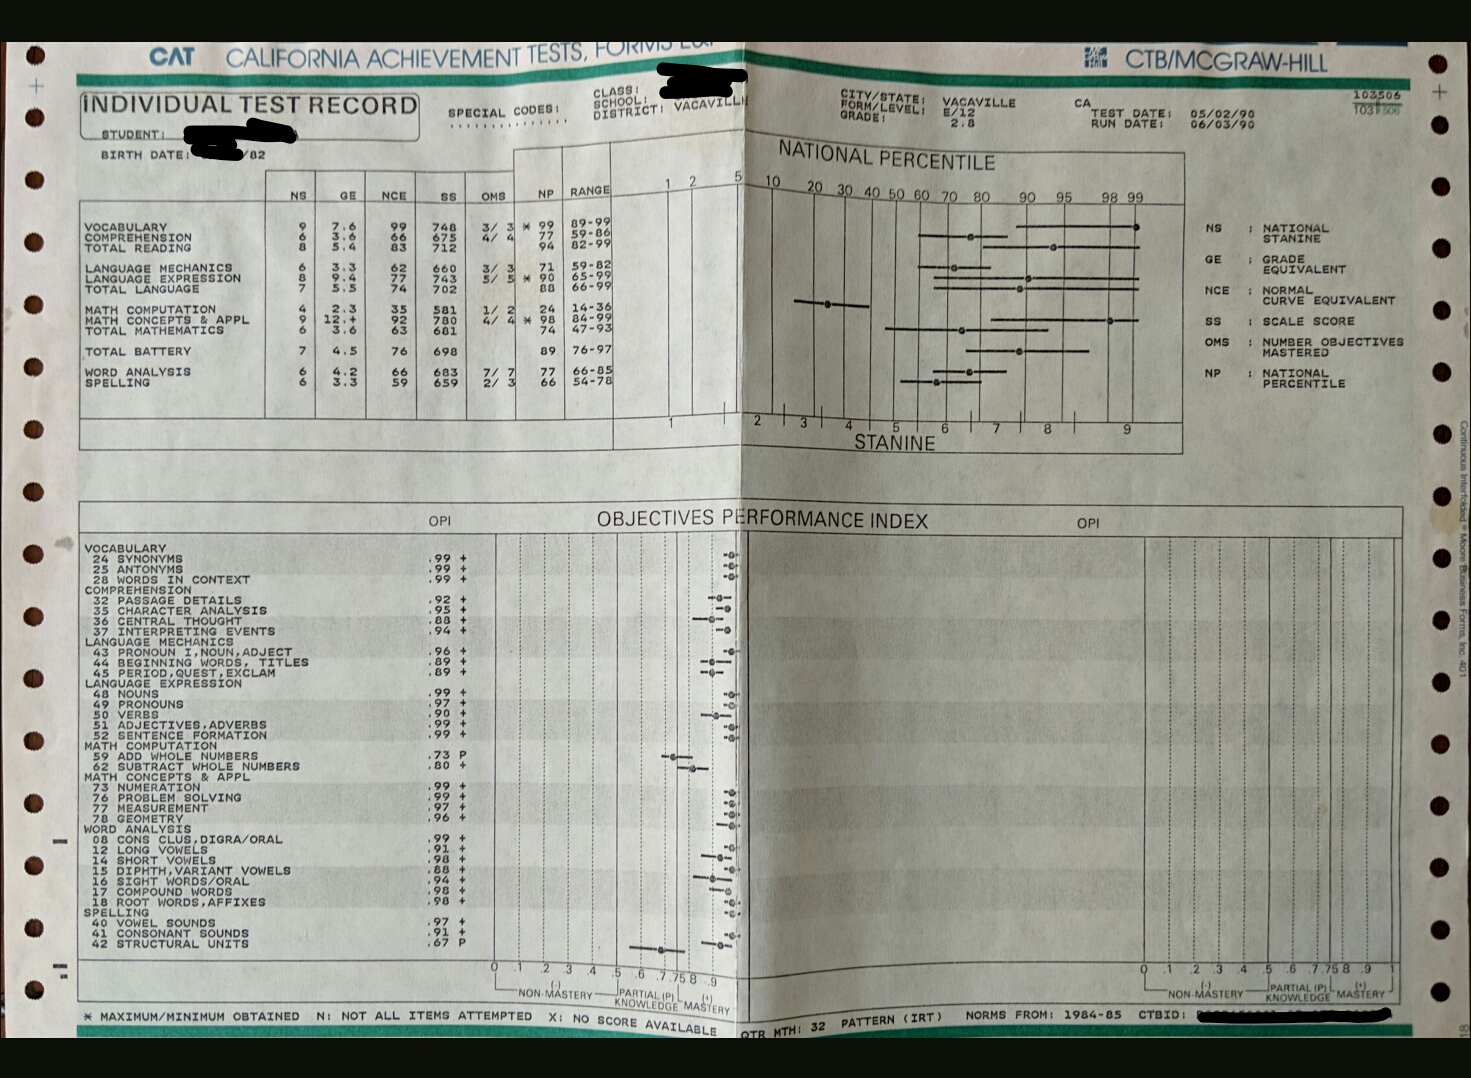 CAT CALIFORNIA ACHIEVEMENT TESTS, FORMS E&F
CTB/MCGRAW-HILL
INDIVIDUAL TEST RECORD
STUDENT:
BIRTH DATE: /82
SPECIAL CODES:
CLASS:
SCHOOL:
DISTRICT: VACAVILLE
CITY/STATE: VACAVILLE CA
FORM/LEVEL: E/12
GRADE: 2.8
TEST DATE: 05/02/90
RUN DATE: 06/03/90
103506
NATIONAL PERCENTILE
NS GE NCE SS OMS NP RANGE
1 2 5 10 20 30 40 50 60 70 80 90 95 98 99
VOCABULARY 9 7.6 99 748 3/ 3 * 99 89-99
COMPREHENSION 6 3.6 66 675 4/ 4 77 59-86
TOTAL READING 8 5.4 83 712 94 82-99
LANGUAGE MECHANICS 6 3.3 62 660 3/ 3 71 59-82
LANGUAGE EXPRESSION 8 9.4 77 743 5/ 5 * 90 65-99
TOTAL LANGUAGE 7 5.5 74 702 88 66-99
MATH COMPUTATION 4 2.3 35 581 1/ 2 24 14-36
MATH CONCEPTS & APPL 9 12.+ 92 780 4/ 4 * 98 84-99
TOTAL MATHEMATICS 6 3.6 63 681 74 47-93
TOTAL BATTERY 7 4.5 76 698 89 76-97
WORD ANALYSIS 6 4.2 66 683 7/ 7 77 66-85
SPELLING 6 3.3 59 659 2/ 3 66 54-78
1 2 3 4 5 6 7 8 9
STANINE
NS : NATIONAL
STANINE
GE : GRADE
EQUIVALENT
NCE : NORMAL
CURVE EQUIVALENT
SS : SCALE SCORE
OMS : NUMBER OBJECTIVES
MASTERED
NP : NATIONAL
PERCENTILE
OPI OBJECTIVES PERFORMANCE INDEX OPI
VOCABULARY
24 SYNONYMS .99 +
25 ANTONYMS .99 +
28 WORDS IN CONTEXT .99 +
COMPREHENSION
32 PASSAGE DETAILS .92 +
35 CHARACTER ANALYSIS .95 +
36 CENTRAL THOUGHT .88 +
37 INTERPRETING EVENTS .94 +
LANGUAGE MECHANICS
43 PRONOUN I,NOUN,ADJECT .96 +
44 BEGINNING WORDS, TITLES .89 +
45 PERIOD,QUEST,EXCLAM .89 +
LANGUAGE EXPRESSION
48 NOUNS .99 +
49 PRONOUNS .97 +
50 VERBS .90 +
51 ADJECTIVES,ADVERBS .99 +
52 SENTENCE FORMATION .99 +
MATH COMPUTATION
59 ADD WHOLE NUMBERS .73 P
62 SUBTRACT WHOLE NUMBERS .80 +
MATH CONCEPTS & APPL
73 NUMERATION .99 +
76 PROBLEM SOLVING .99 +
77 MEASUREMENT .97 +
78 GEOMETRY .96 +
WORD ANALYSIS
08 CONS CLUS,DIGRA/ORAL .99 +
12 LONG VOWELS .91 +
14 SHORT VOWELS .98 +
15 DIPHTH,VARIANT VOWELS .88 +
16 SIGHT WORDS/ORAL .94 +
17 COMPOUND WORDS .98 +
18 ROOT WORDS,AFFIXES .98 +
SPELLING
40 VOWEL SOUNDS .97 +
41 CONSONANT SOUNDS .91 +
42 STRUCTURAL UNITS .67 P
0 .1 .2 .3 .4 .5 .6 .7 .75 .8 .9
(-) NON-MASTERY PARTIAL (P) KNOWLEDGE (+) MASTERY
0 .1 .2 .3 .4 .5 .6 .7 .75 .8 .9 1
(-) NON-MASTERY PARTIAL (P) KNOWLEDGE (+) MASTERY
* MAXIMUM/MINIMUM OBTAINED N: NOT ALL ITEMS ATTEMPTED X: NO SCORE AVAILABLE QTR MTH: 32 PATTERN (IRT) NORMS FROM: 1984-85 CTBID:
Continuous Interfolded ® Moore Business Forms, Inc. 401